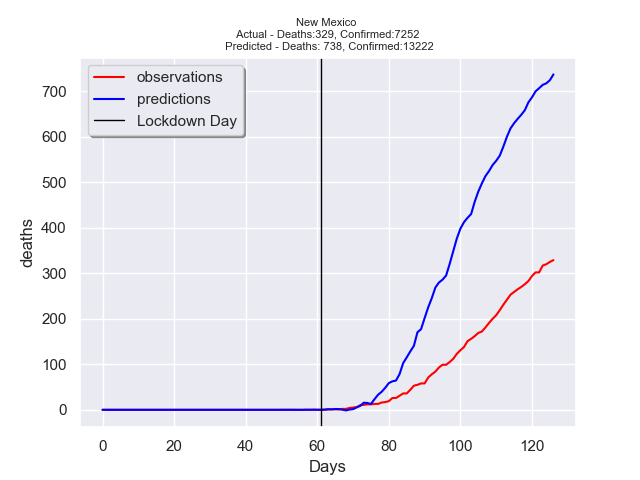 New Mexico
Actual - Deaths:329, Confirmed:7252
Predicted - Deaths: 738, Confirmed:13222
observations
predictions
Lockdown Day
deaths
700
600
500
400
300
200
100
0
0 20 40 60 80 100 120
Days